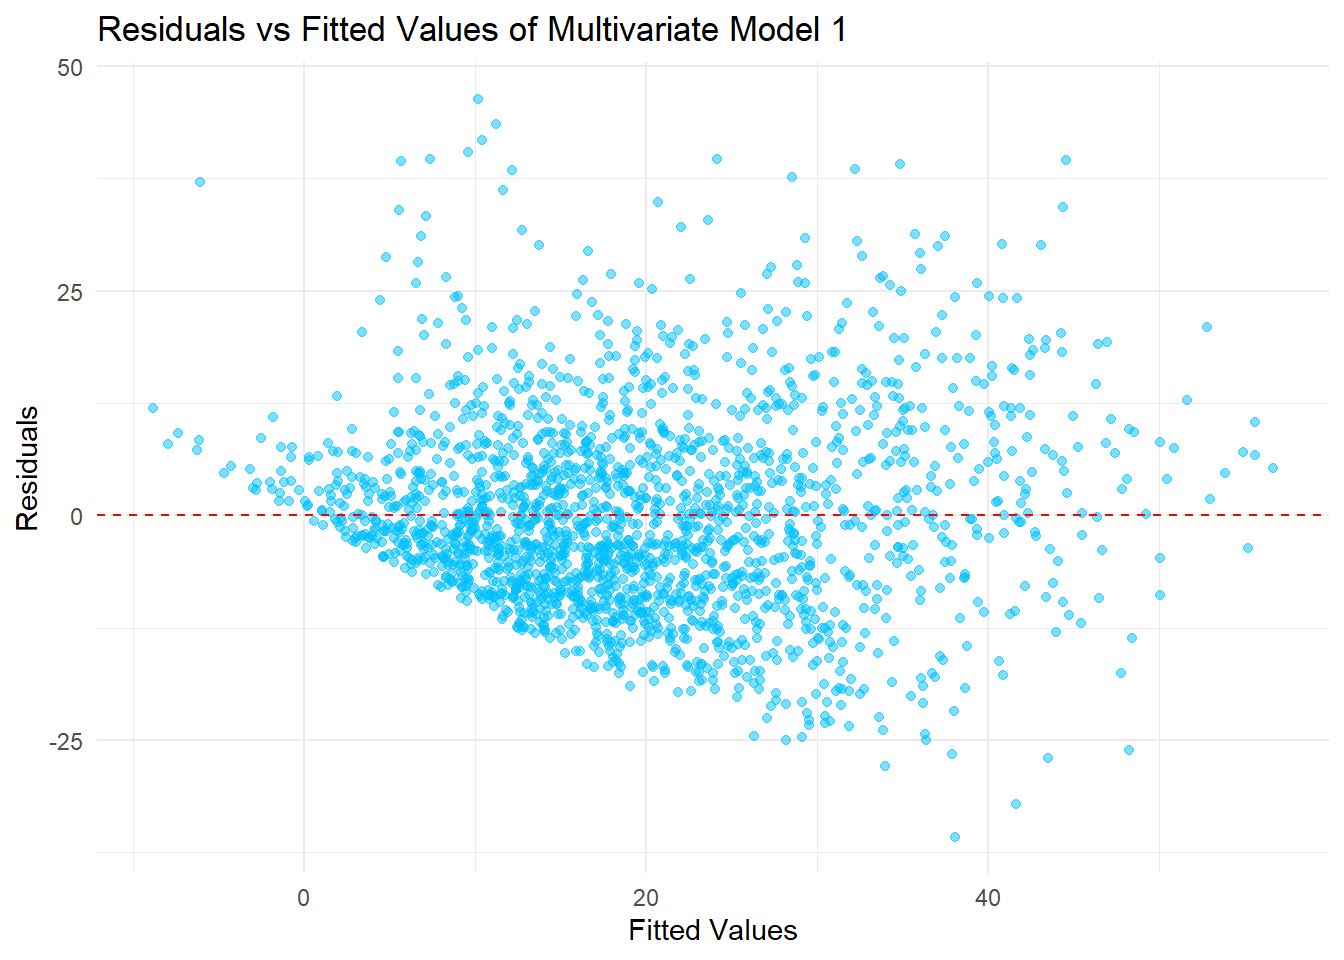 Residuals vs Fitted Values of Multivariate Model 1
50
25
0
-25
Residuals
0 20 40
Fitted Values